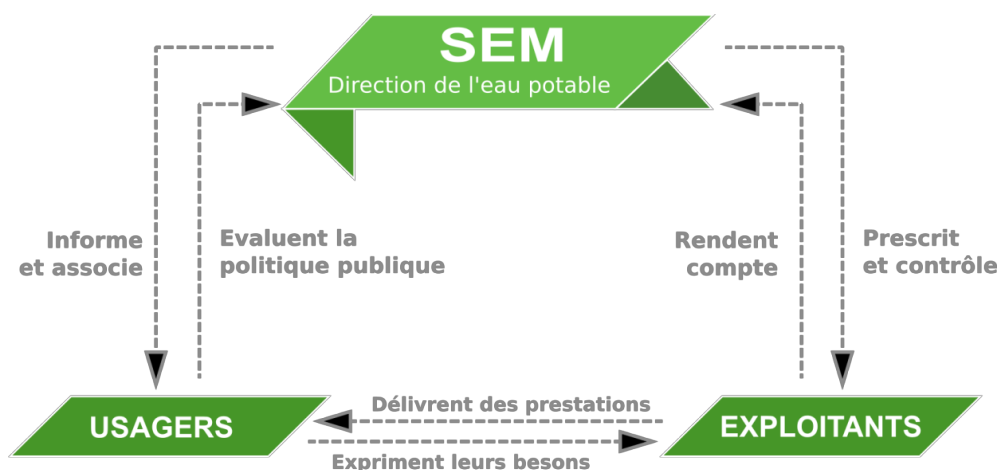 SEM
Direction de l'eau potable
Informe
et associe
Evaluent la
politique publique
Rendent
compte
Prescrit
et contrôle
USAGERS
Délivrent des prestations
Expriment leurs besons
EXPLOITANTS